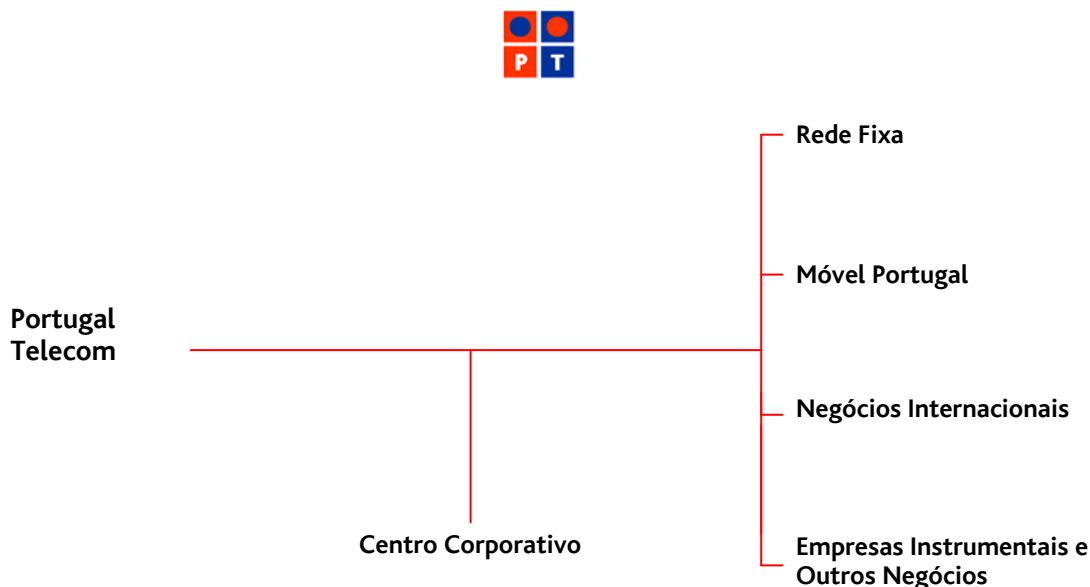 P T
Rede Fixa
Móvel Portugal
Portugal
Telecom
Negócios Internacionais
Centro Corporativo
Empresas Instrumentais e
Outros Negócios